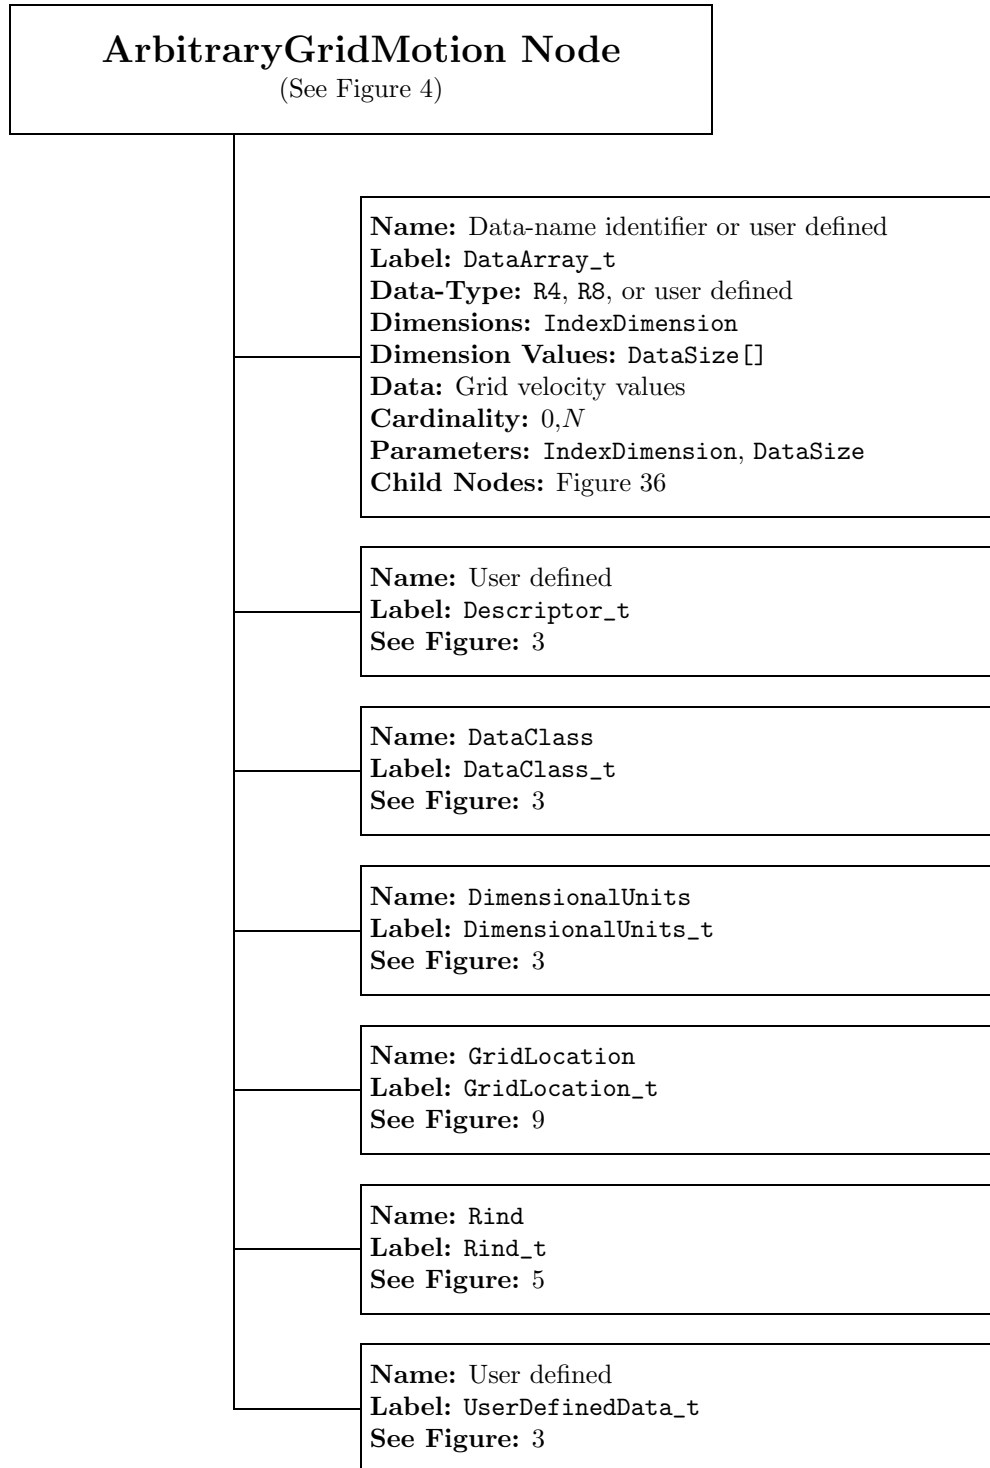 ArbitraryGridMotion Node
(See Figure 4)
Name: Data-name identifier or user defined
Label: DataArray_t
Data-Type: R4, R8, or user defined
Dimensions: IndexDimension
Dimension Values: DataSize[]
Data: Grid velocity values
Cardinality: 0,N
Parameters: IndexDimension, DataSize
Child Nodes: Figure 36
Name: User defined
Label: Descriptor_t
See Figure: 3
Name: DataClass
Label: DataClass_t
See Figure: 3
Name: DimensionalUnits
Label: DimensionalUnits_t
See Figure: 3
Name: GridLocation
Label: GridLocation_t
See Figure: 9
Name: Rind
Label: Rind_t
See Figure: 5
Name: User defined
Label: UserDefinedData_t
See Figure: 3